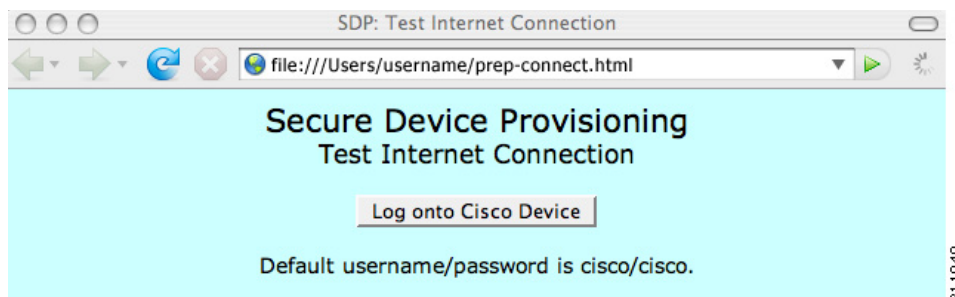 SDP: Test Internet Connection
file:///Users/username/prep-connect.html
Secure Device Provisioning
Test Internet Connection
Log onto Cisco Device
Default username/password is cisco/cisco.